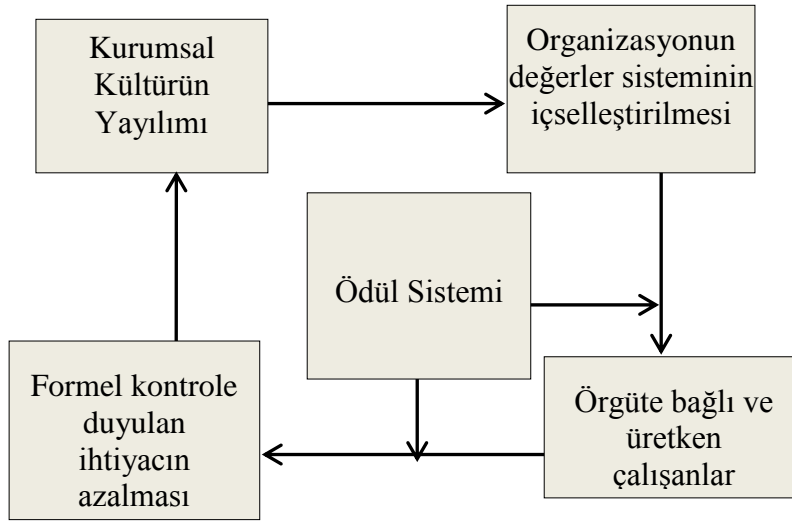 Kurumsal
Kültürün
Yayılımı
Organizasyonun
değerler sisteminin
içselleştirilmesi
Ödül Sistemi
Formel kontrole
duyulan
ihtiyacın
azalması
Örgüte bağlı ve
üretken
çalışanlar